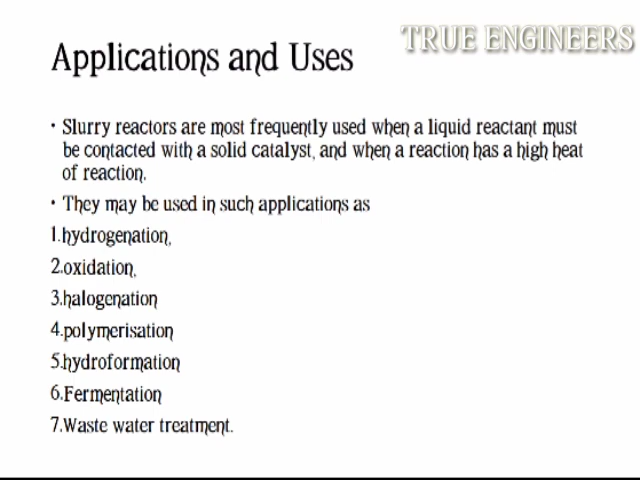 TRUE ENGINEERS
Applications and Uses
• Slurry reactors are most frequently used when a liquid reactant must
be contacted with a solid catalyst, and when a reaction has a high heat
of reaction.
• They may be used in such applications as
1.hydrogenation,
2.oxidation,
3.halogenation
4.polymerisation
5.hydroformation
6.Fermentation
7.Waste water treatment.